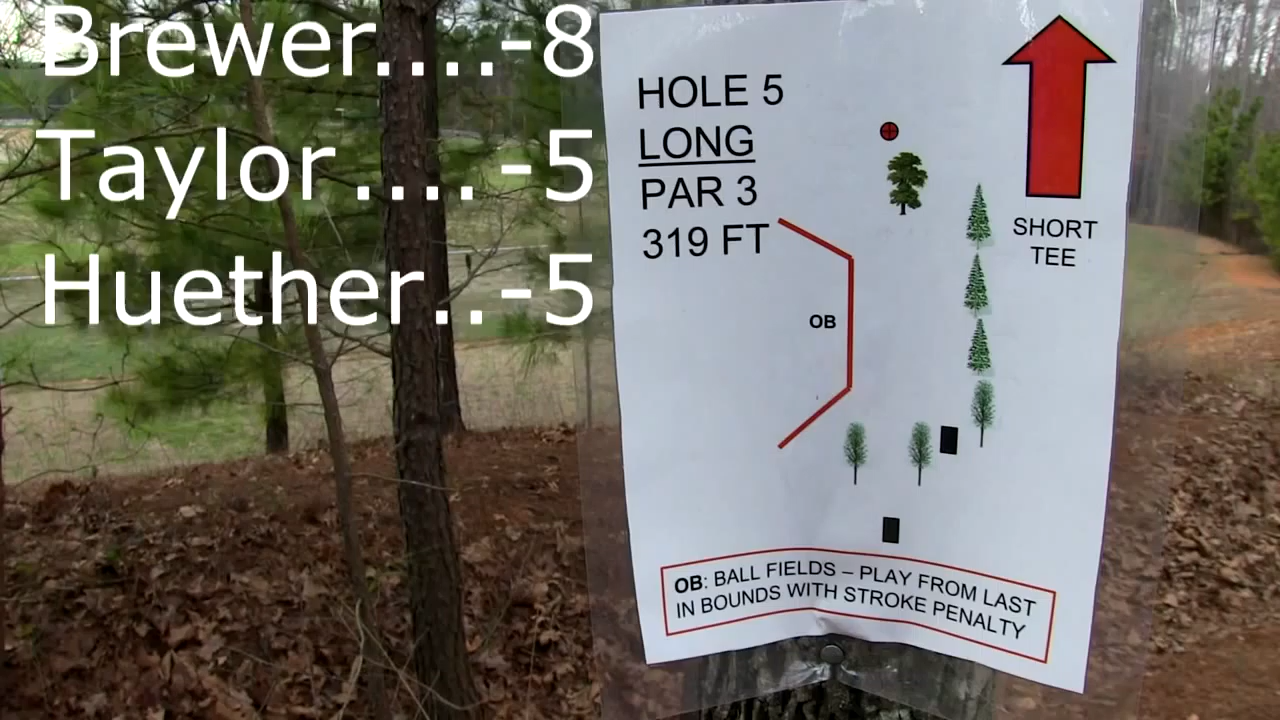 Brewer....-8
Taylor....-5
Huether..-5
HOLE 5
LONG
PAR 3
319 FT
SHORT
TEE
OB
OB: BALL FIELDS – PLAY FROM LAST
IN BOUNDS WITH STROKE PENALTY